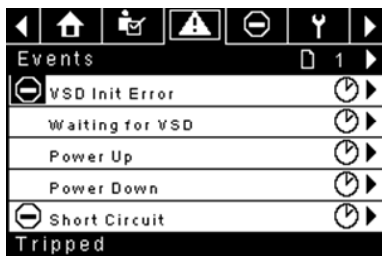 Events 1
VSD Init Error
Waiting for VSD
Power Up
Power Down
Short Circuit
Tripped